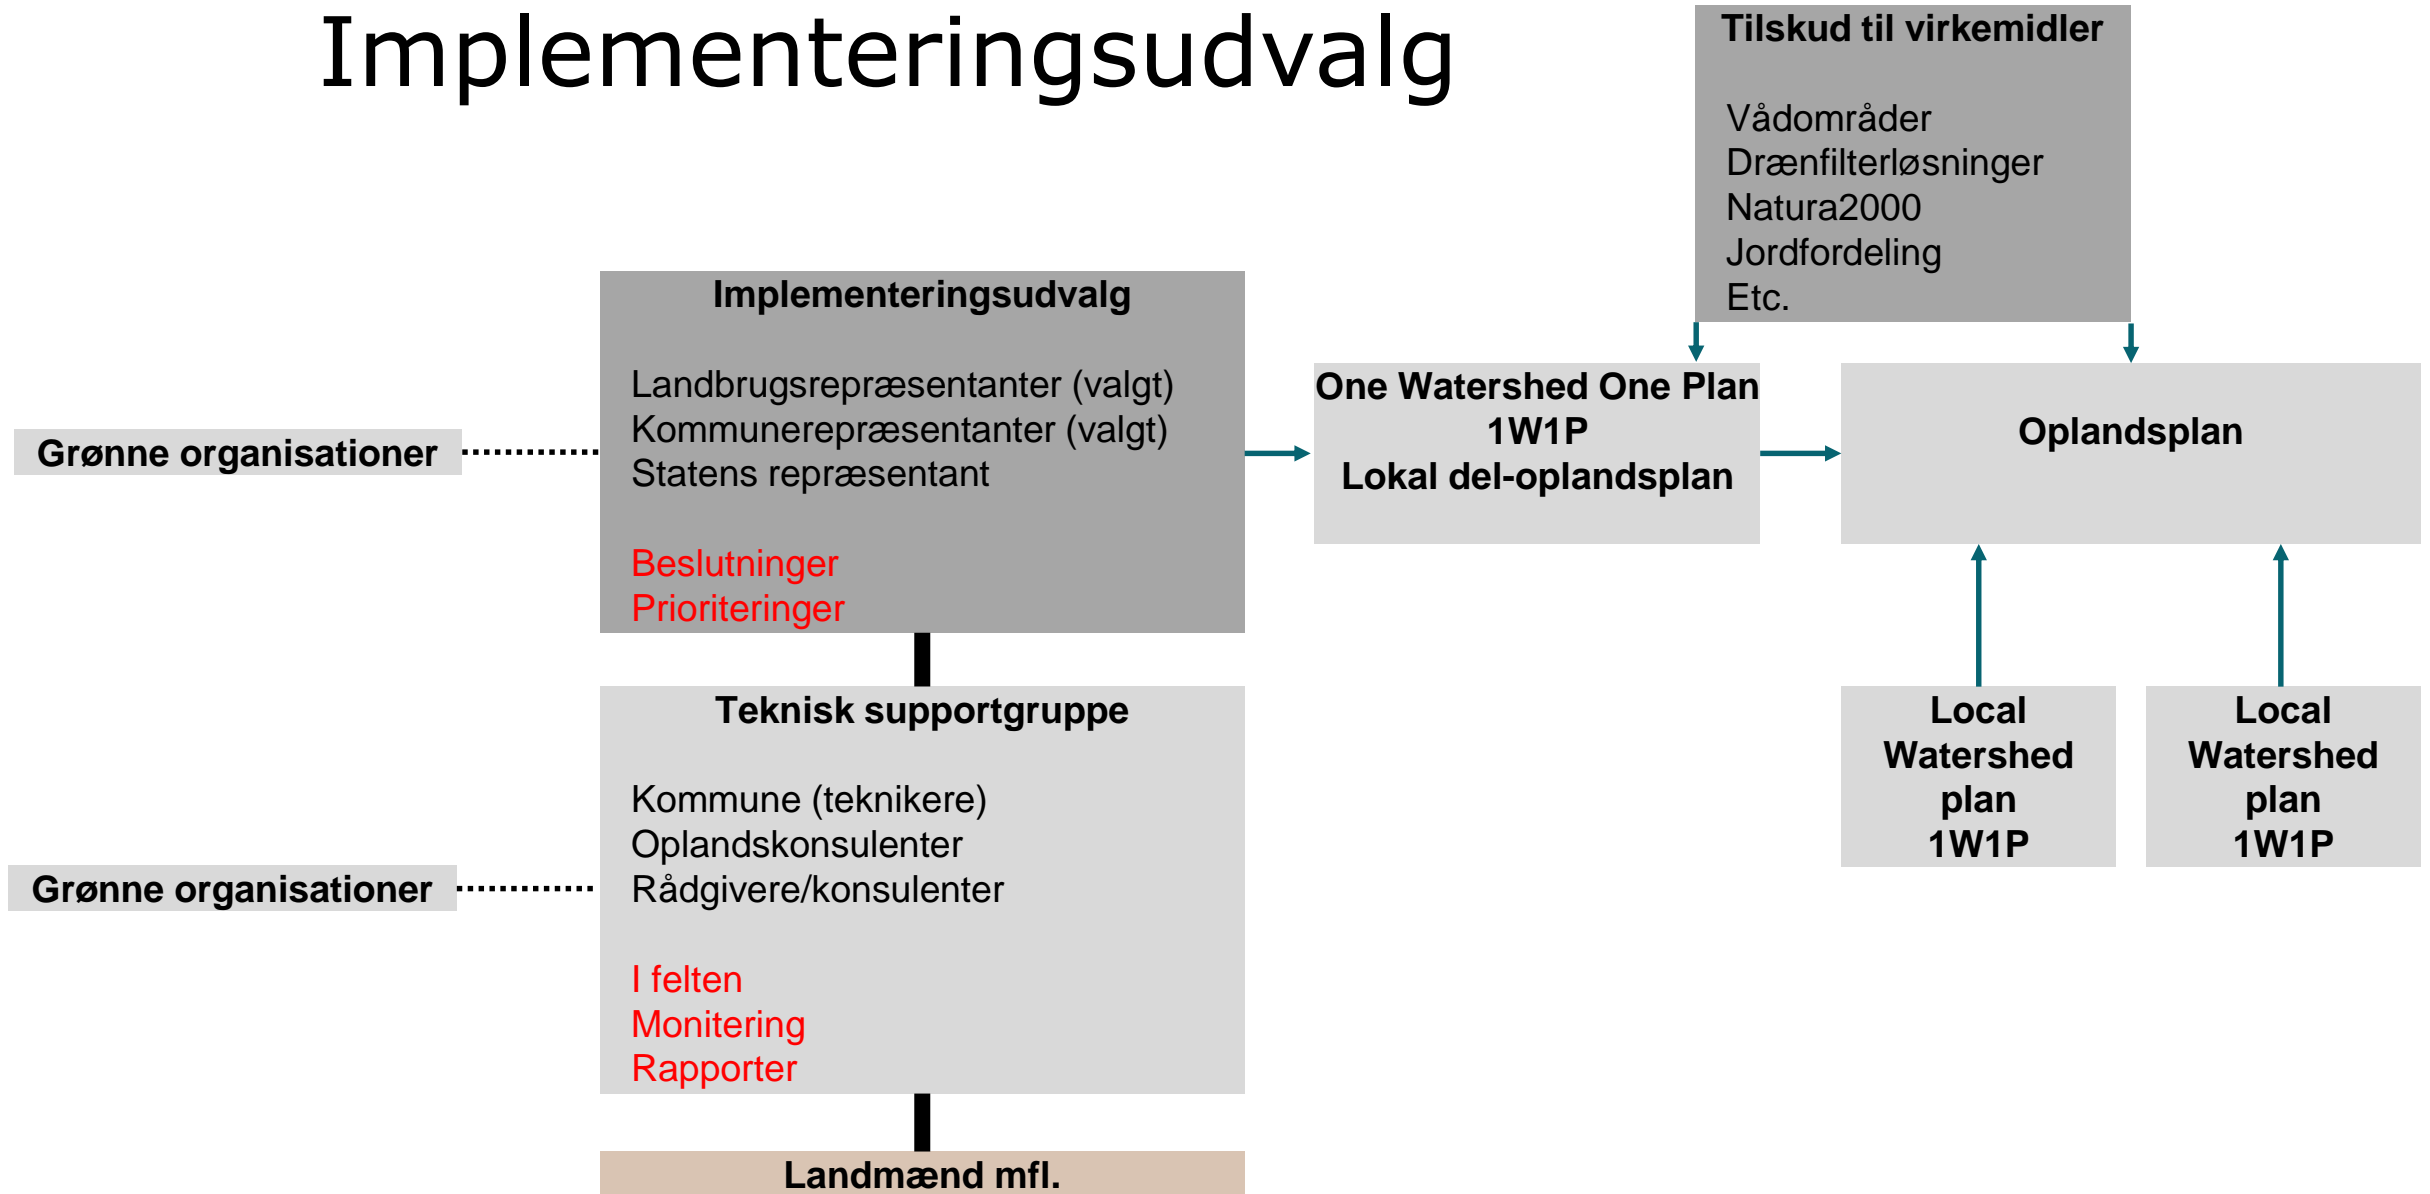 Implementeringsudvalg
Tilskud til virkemidler
Vådområder
Drænfilterløsninger
Natura2000
Jordfordeling
Etc.
Implementeringsudvalg
Landbrugsrepræsentanter (valgt)
Kommunerepræsentanter (valgt)
Statens repræsentant
Beslutninger
Prioriteringer
Grønne organisationer
One Watershed One Plan
1W1P
Lokal del-oplandsplan
Oplandsplan
Teknisk supportgruppe
Kommune (teknikere)
Oplandskonsulenter
Rådgivere/konsulenter
I felten
Monitering
Rapporter
Grønne organisationer
Local
Watershed
plan
1W1P
Local
Watershed
plan
1W1P
Landmænd mfl.